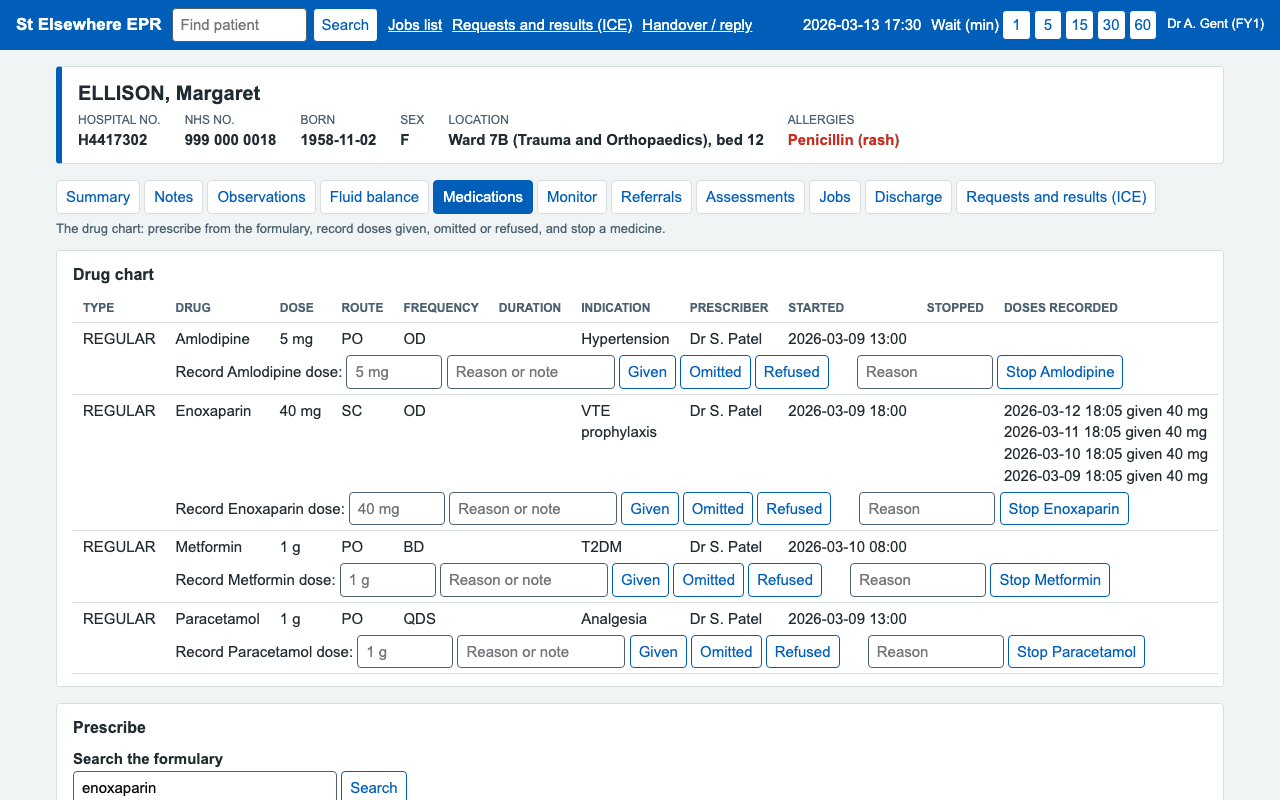 St Elsewhere EPR Find patient Search Jobs list Requests and results (ICE) Handover / reply 2026-03-13 17:30 Wait (min) 1 5 15 30 60 Dr A. Gent (FY1)
ELLISON, Margaret
HOSPITAL NO. NHS NO. BORN SEX LOCATION ALLERGIES
H4417302 999 000 0018 1958-11-02 F Ward 7B (Trauma and Orthopaedics), bed 12 Penicillin (rash)
Summary Notes Observations Fluid balance Medications Monitor Referrals Assessments Jobs Discharge Requests and results (ICE)
The drug chart: prescribe from the formulary, record doses given, omitted or refused, and stop a medicine.
Drug chart
TYPE DRUG DOSE ROUTE FREQUENCY DURATION INDICATION PRESCRIBER STARTED STOPPED DOSES RECORDED
REGULAR Amlodipine 5 mg PO OD Hypertension Dr S. Patel 2026-03-09 13:00
Record Amlodipine dose: 5 mg Reason or note Given Omitted Refused Reason Stop Amlodipine
REGULAR Enoxaparin 40 mg SC OD VTE Dr S. Patel 2026-03-09 18:00 2026-03-12 18:05 given 40 mg
prophylaxis 2026-03-11 18:05 given 40 mg
2026-03-10 18:05 given 40 mg
2026-03-09 18:05 given 40 mg
Record Enoxaparin dose: 40 mg Reason or note Given Omitted Refused Reason Stop Enoxaparin
REGULAR Metformin 1 g PO BD T2DM Dr S. Patel 2026-03-10 08:00
Record Metformin dose: 1 g Reason or note Given Omitted Refused Reason Stop Metformin
REGULAR Paracetamol 1 g PO QDS Analgesia Dr S. Patel 2026-03-09 13:00
Record Paracetamol dose: 1 g Reason or note Given Omitted Refused Reason Stop Paracetamol
Prescribe
Search the formulary
enoxaparin Search